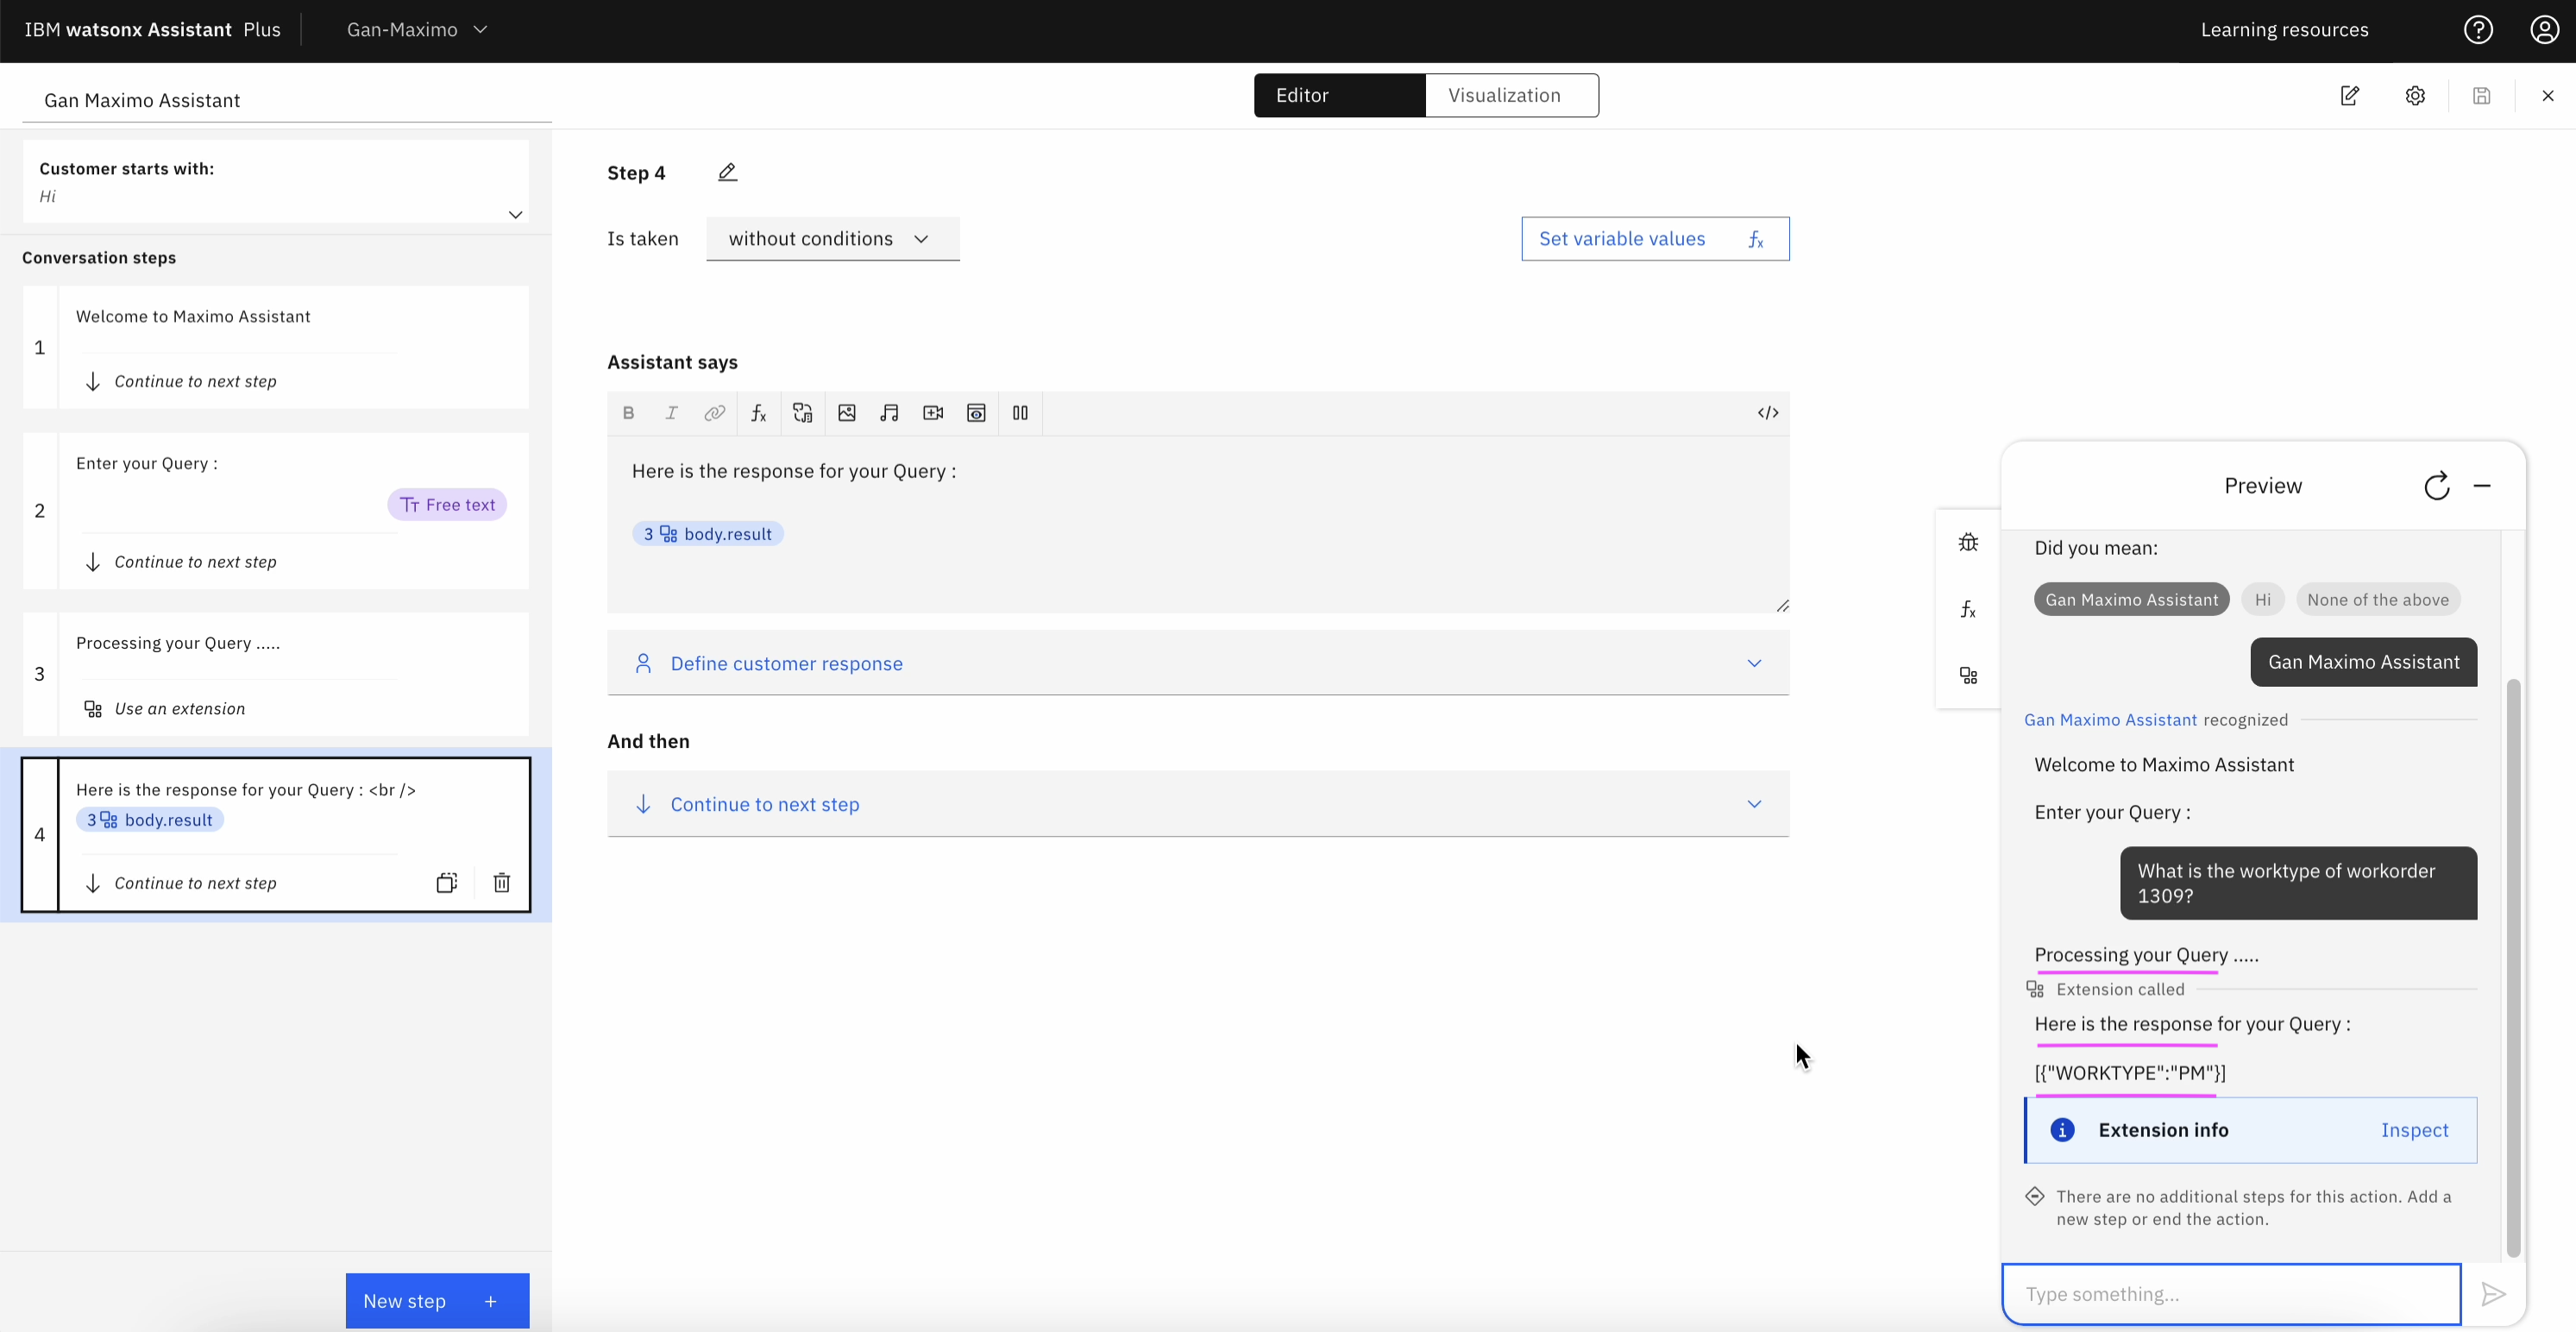 IBM watsonx Assistant Plus
Gan-Maximo
Learning resources
Gan Maximo Assistant
Editor
Visualization
Customer starts with:
Hi
Conversation steps
1
Welcome to Maximo Assistant
Continue to next step
2
Enter your Query :
Free text
Continue to next step
3
Processing your Query .....
Use an extension
4
Here is the response for your Query : <br />
3 body.result
Continue to next step
New step +
Step 4
Is taken
without conditions
Set variable values fx
Assistant says
B I fx </>
Here is the response for your Query :
3 body.result
Define customer response
And then
Continue to next step
fx
Preview
Did you mean:
Gan Maximo Assistant
Hi
None of the above
Gan Maximo Assistant
Gan Maximo Assistant recognized
Welcome to Maximo Assistant
Enter your Query :
What is the worktype of workorder
1309?
Processing your Query .....
Extension called
Here is the response for your Query :
[{"WORKTYPE":"PM"}]
Extension info
Inspect
There are no additional steps for this action. Add a
new step or end the action.
Type something...